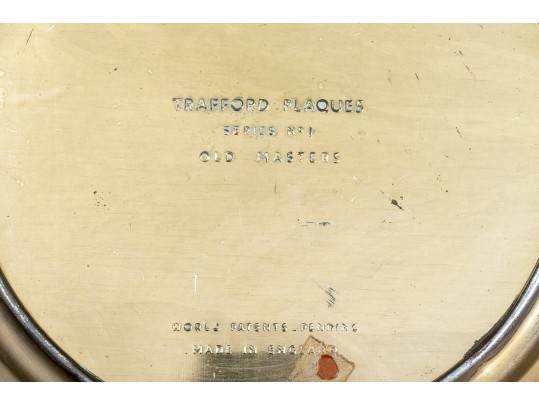 TRAFFORD PLAQUES
SERIES Nº 1
OLD MASTERS
WORLD PATENTS PENDING
MADE IN ENGLAND